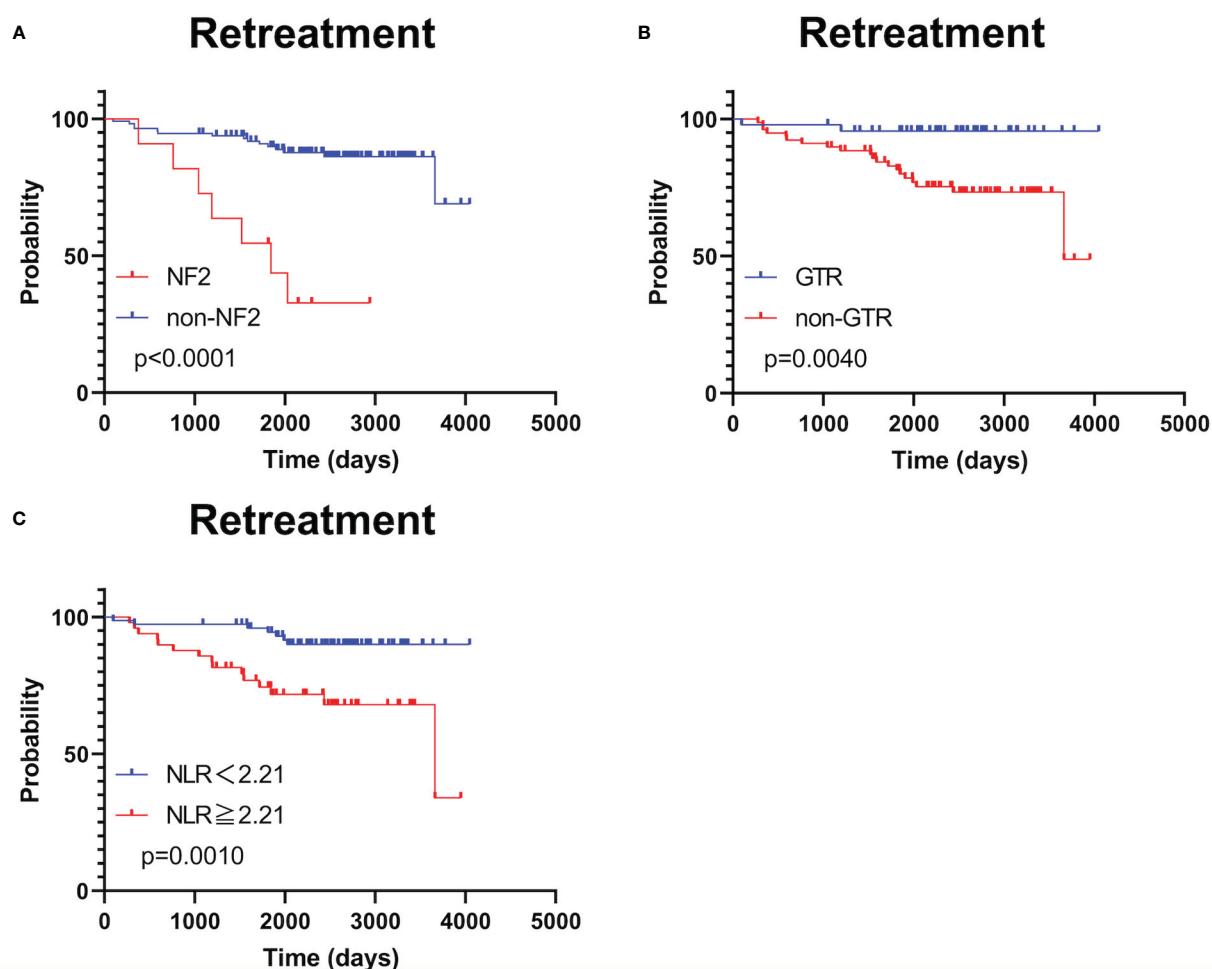 A
Retreatment
100
50
0
Probability
NF2
non-NF2
p<0.0001
0 1000 2000 3000 4000 5000
Time (days)
B
Retreatment
100
50
0
Probability
GTR
non-GTR
p=0.0040
0 1000 2000 3000 4000 5000
Time (days)
C
Retreatment
100
50
0
Probability
NLR<2.21
NLR≧2.21
p=0.0010
0 1000 2000 3000 4000 5000
Time (days)